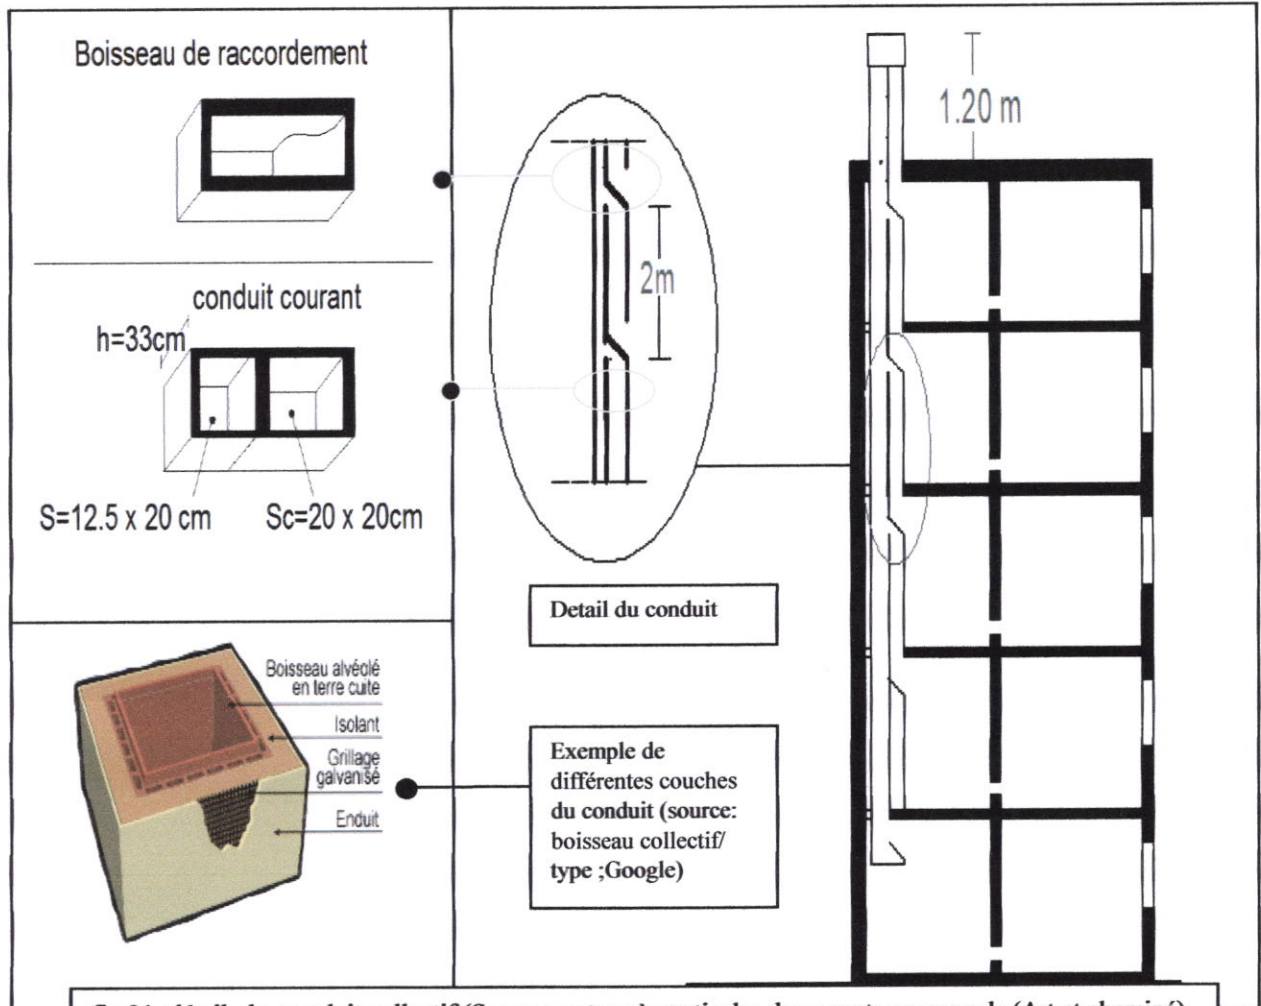 Boisseau de raccordement
conduit courant
h=33cm
S=12.5 x 20 cm
Sc=20 x 20cm
Boisseau alvéolé
en terre cuite
Isolant
Grillage
galvanisé
Enduit
2m
1.20 m
Detail du conduit
Exemple de
différentes couches
du conduit (source:
boisseau collectif/
type ;Google)